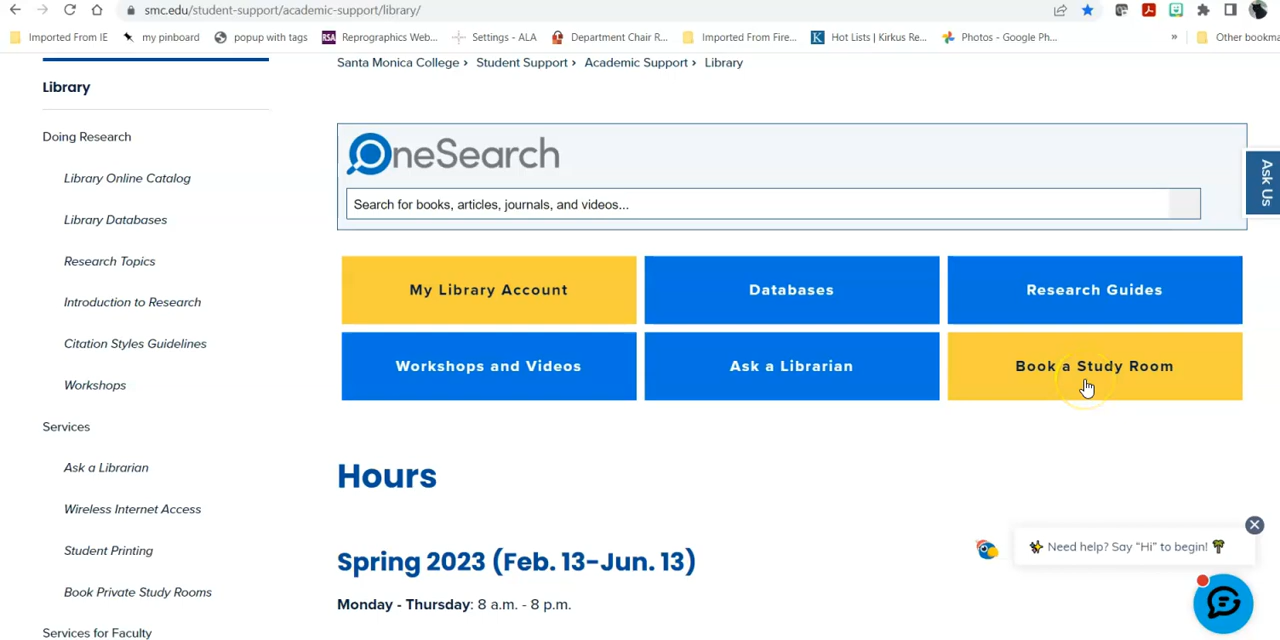 smc.edu/student-support/academic-support/library/
Imported From IE my pinboard popup with tags RSA Reprographics Web... Settings - ALA Department Chair R... Imported From Fire... K Hot Lists | Kirkus Re... Photos - Google Ph... » Other bookma
Library
Doing Research
Library Online Catalog
Library Databases
Research Topics
Introduction to Research
Citation Styles Guidelines
Workshops
Services
Ask a Librarian
Wireless Internet Access
Student Printing
Book Private Study Rooms
Services for Faculty
Santa Monica College › Student Support › Academic Support › Library
OneSearch
Search for books, articles, journals, and videos...
My Library Account Databases Research Guides
Workshops and Videos Ask a Librarian Book a Study Room
Hours
Spring 2023 (Feb. 13–Jun. 13)
Monday - Thursday: 8 a.m. - 8 p.m.
Ask Us
Need help? Say "Hi" to begin!